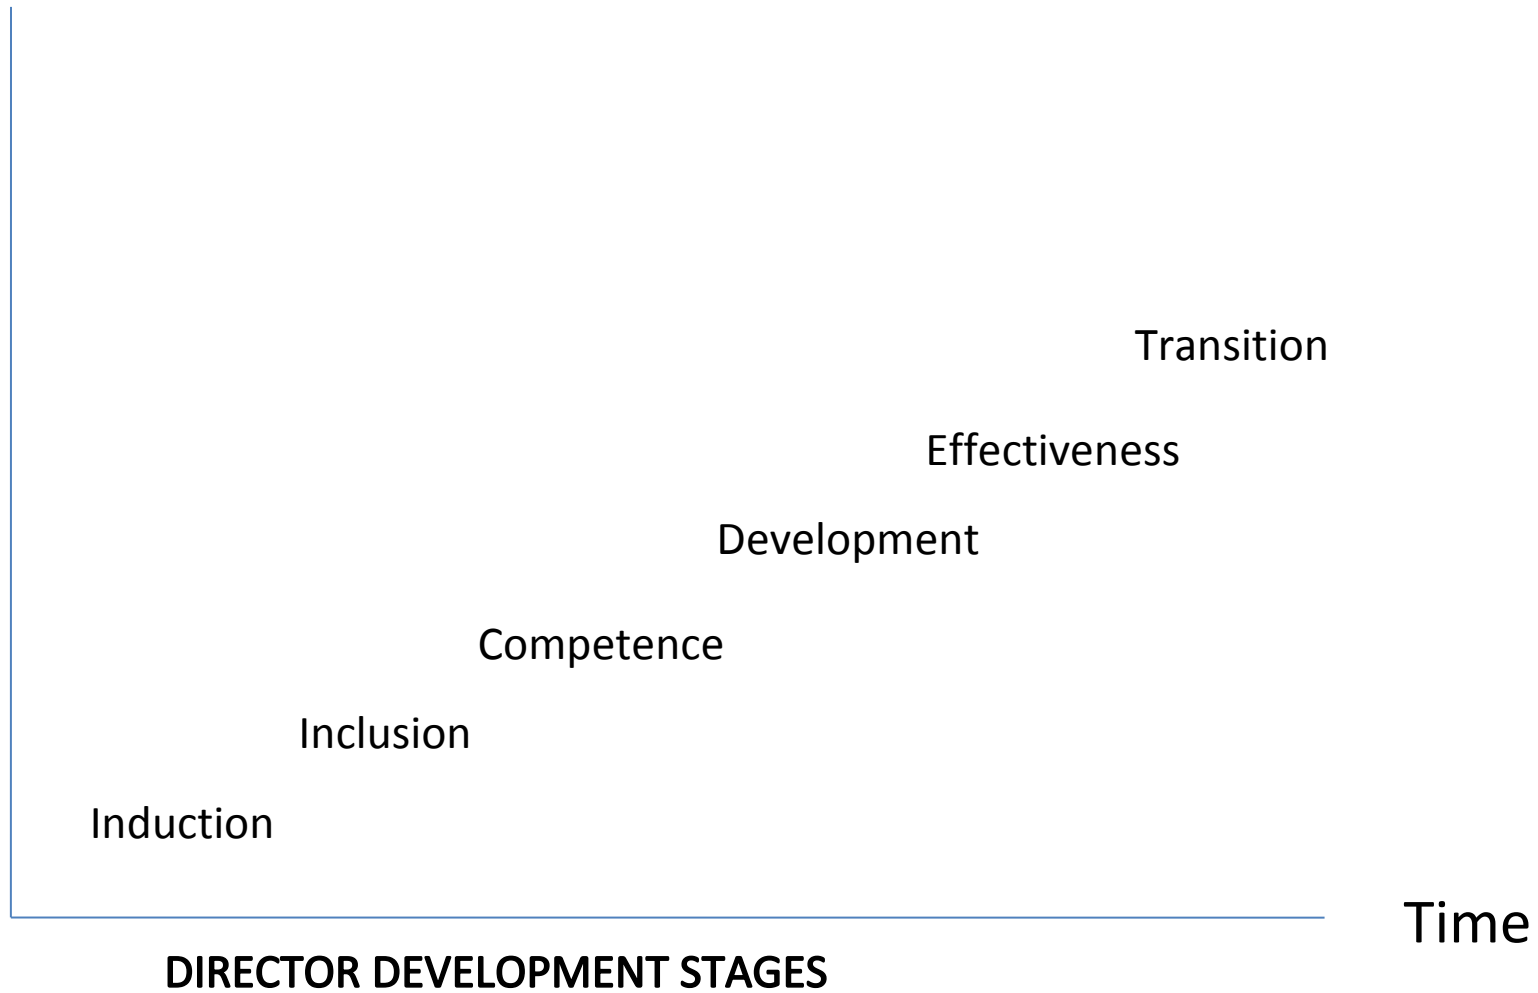 Transition
Effectiveness
Development
Competence
Inclusion
Induction
Time
DIRECTOR DEVELOPMENT STAGES